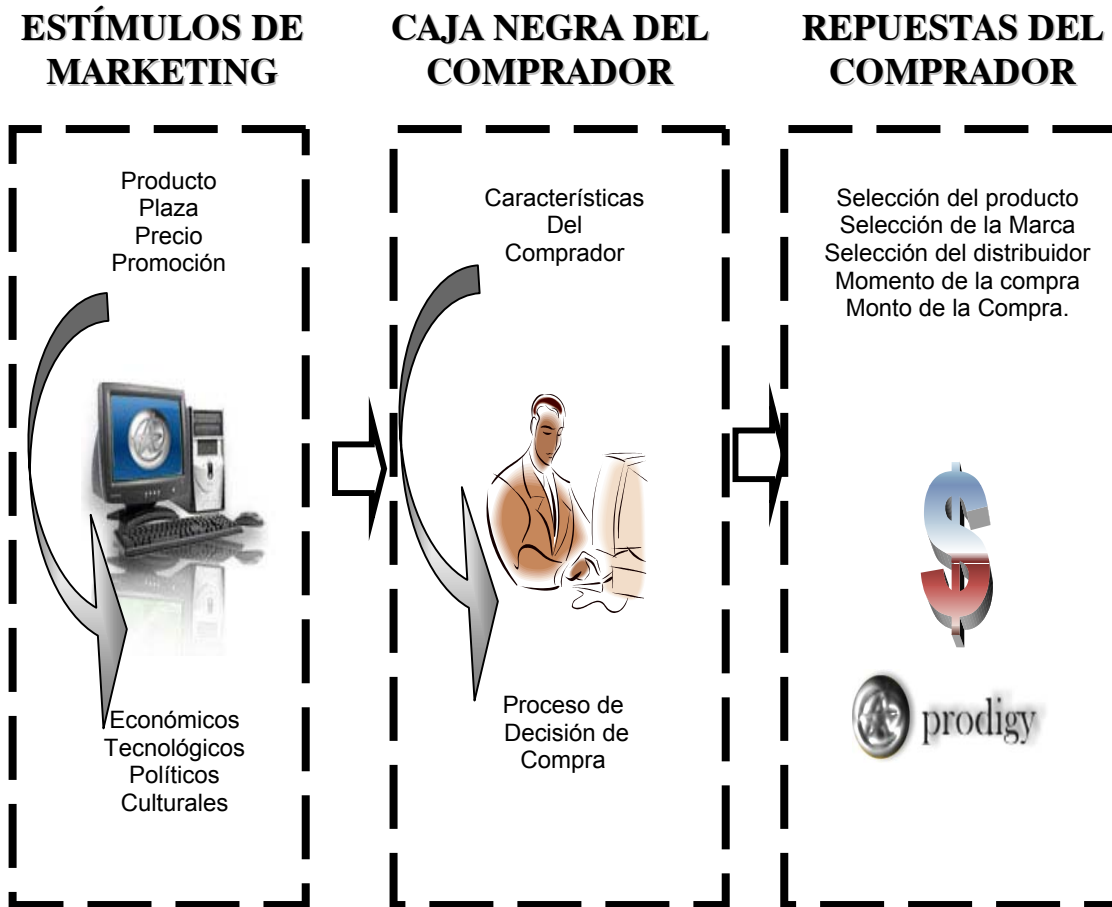 ESTÍMULOS DE
MARKETING
CAJA NEGRA DEL
COMPRADOR
REPUESTAS DEL
COMPRADOR
Producto
Plaza
Precio
Promoción
Económicos
Tecnológicos
Políticos
Culturales
Característícas
Del
Comprador
Proceso de
Decisión de
Compra
Selección del producto
Selección de la Marca
Selección del distribuidor
Momento de la compra
Monto de la Compra.
$
prodigy